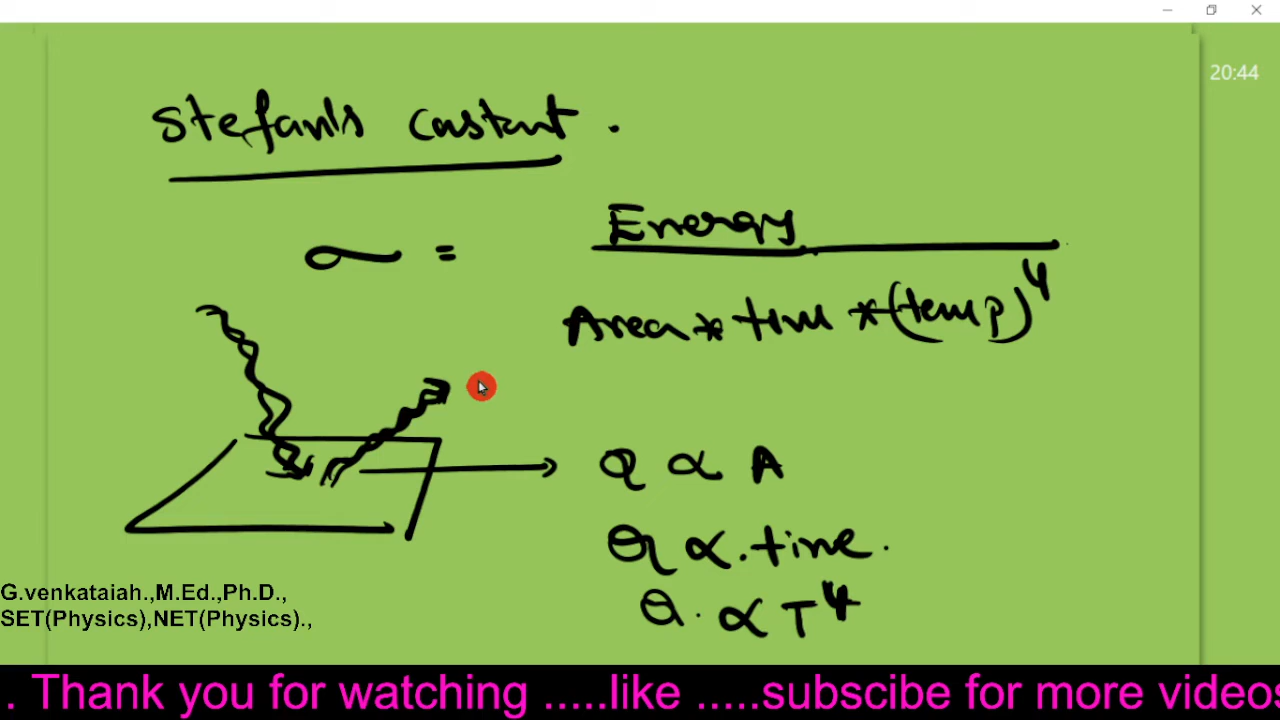 Stefan's Constant .
σ = Energy
Area * time * (temp)^4
Q ∝ A
Q ∝ . time .
Q . ∝ T^4
20:44
G.venkataiah.,M.Ed.,Ph.D.,
SET(Physics),NET(Physics).,
. Thank you for watching .....like .....subscibe for more videos